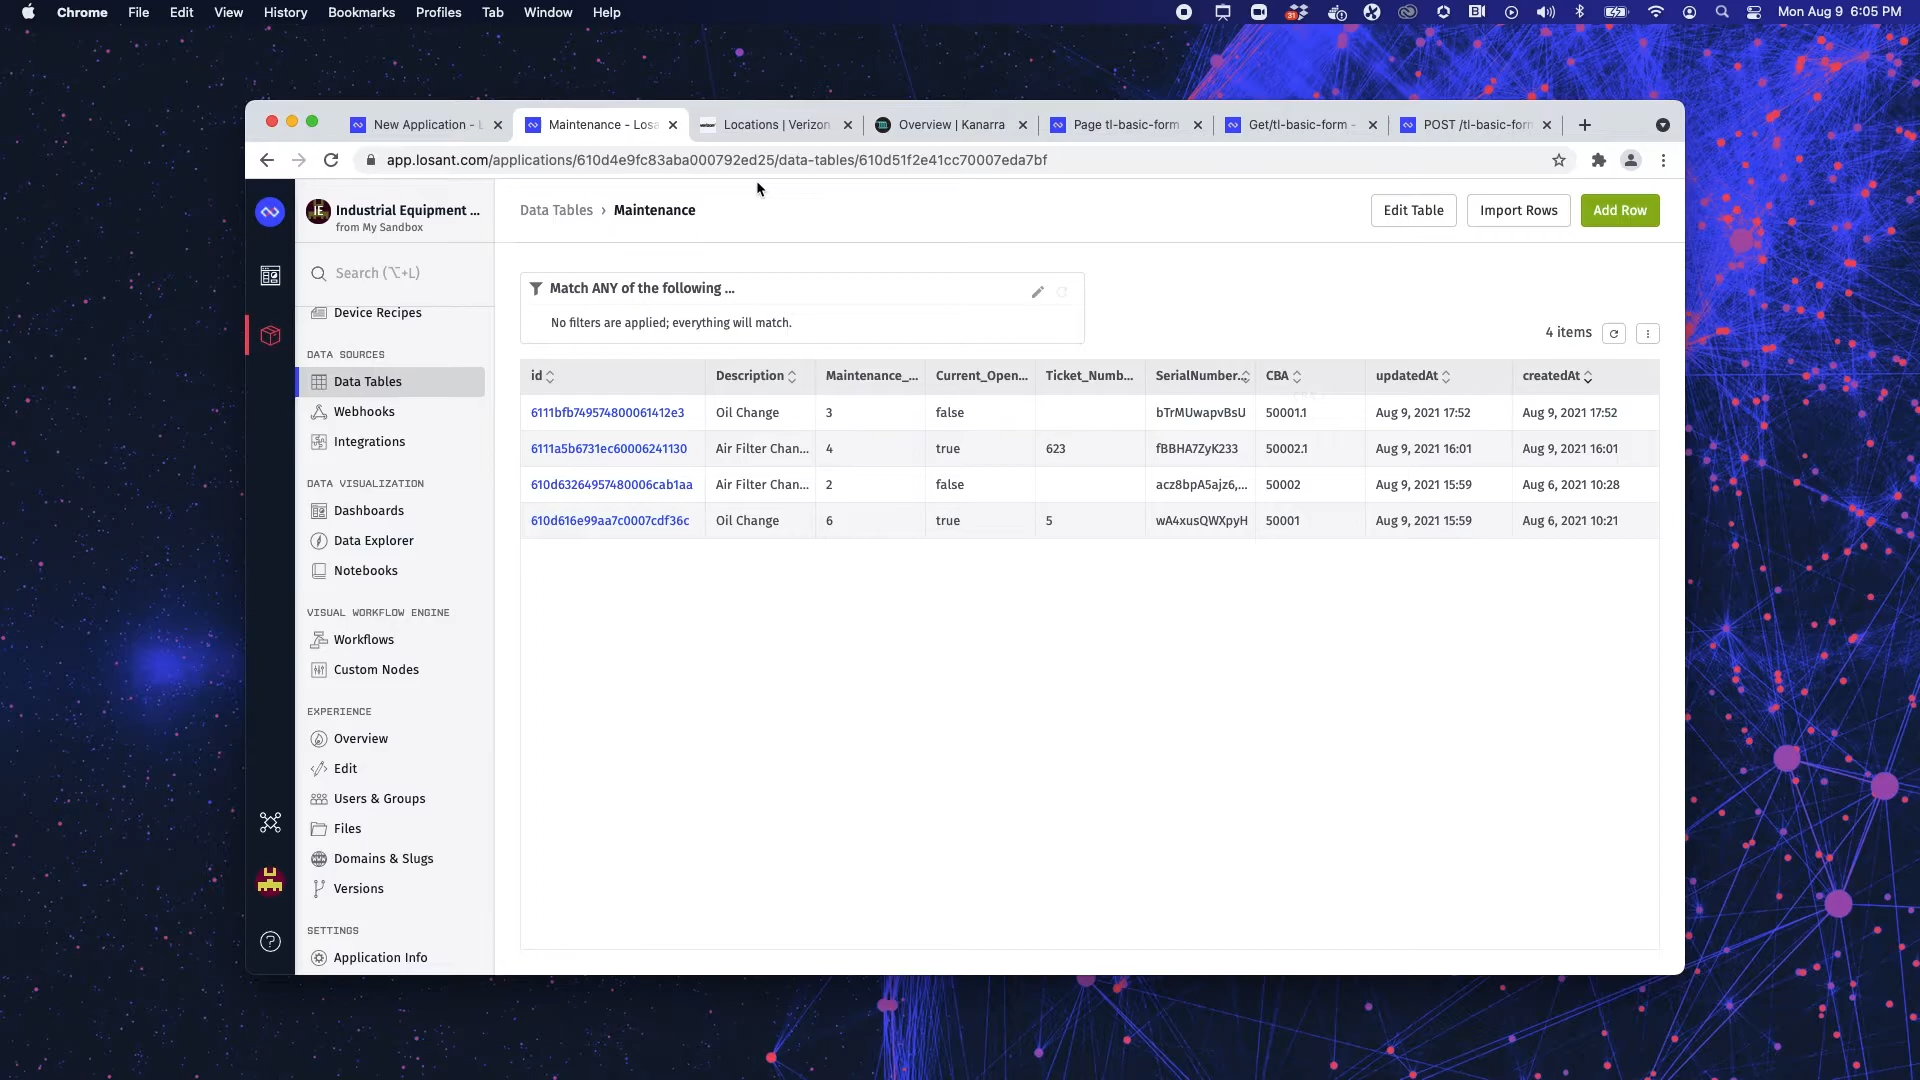 Chrome File Edit View History Bookmarks Profiles Tab Window Help
31 Mon Aug 9 6:05 PM
New Application - L
Maintenance - Losa
Locations | Verizon
Overview | Kanarra
Page tl-basic-form
Get/tl-basic-form -
POST /tl-basic-form
app.losant.com/applications/610d4e9fc83aba000792ed25/data-tables/610d51f2e41cc70007eda7bf
IE
Industrial Equipment ...
from My Sandbox
Search (⌥+L)
Device Recipes
DATA SOURCES
Data Tables
Webhooks
Integrations
DATA VISUALIZATION
Dashboards
Data Explorer
Notebooks
VISUAL WORKFLOW ENGINE
Workflows
Custom Nodes
EXPERIENCE
Overview
Edit
Users & Groups
Files
Domains & Slugs
Versions
SETTINGS
Application Info
Data Tables › Maintenance
Edit Table
Import Rows
Add Row
Match ANY of the following ...
No filters are applied; everything will match.
4 items
id Description Maintenance_... Current_Open... Ticket_Numb... SerialNumber... CBA updatedAt createdAt
6111bfb749574800061412e3 Oil Change 3 false bTrMUwapvBsU 50001.1 Aug 9, 2021 17:52 Aug 9, 2021 17:52
6111a5b6731ec60006241130 Air Filter Chan... 4 true 623 fBBHA7ZyK233 50002.1 Aug 9, 2021 16:01 Aug 9, 2021 16:01
610d63264957480006cab1aa Air Filter Chan... 2 false acz8bpA5ajz6,... 50002 Aug 9, 2021 15:59 Aug 6, 2021 10:28
610d616e99aa7c0007cdf36c Oil Change 6 true 5 wA4xusQWXpyH 50001 Aug 9, 2021 15:59 Aug 6, 2021 10:21